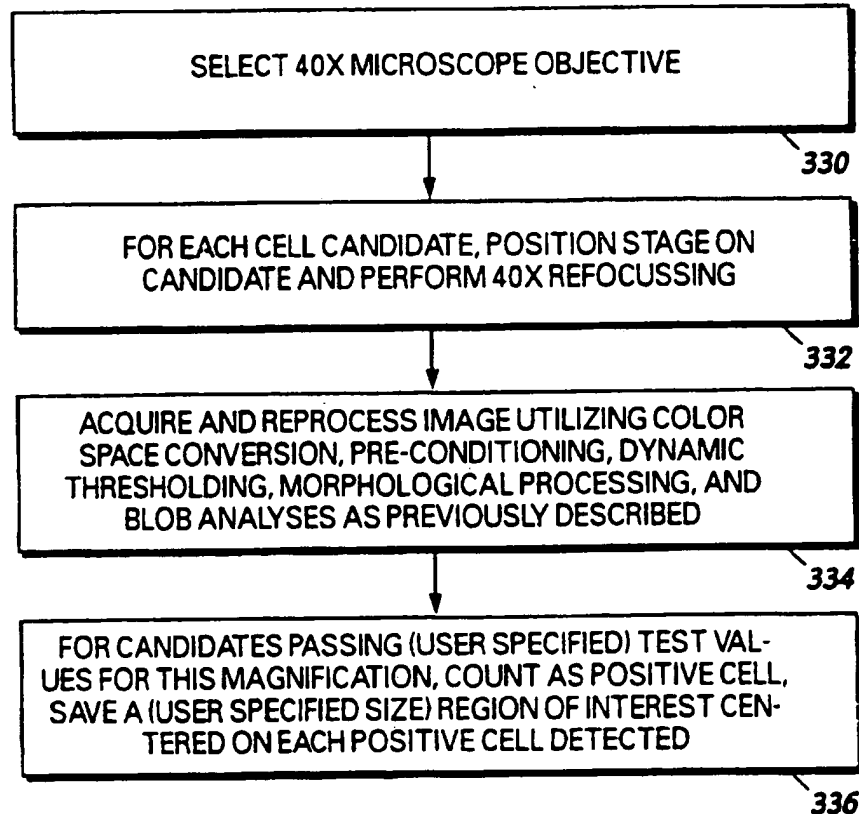 SELECT 40X MICROSCOPE OBJECTIVE
330
FOR EACH CELL CANDIDATE, POSITION STAGE ON
CANDIDATE AND PERFORM 40X REFOCUSSING
332
ACQUIRE AND REPROCESS IMAGE UTILIZING COLOR
SPACE CONVERSION, PRE-CONDITIONING, DYNAMIC
THRESHOLDING, MORPHOLOGICAL PROCESSING, AND
BLOB ANALYSES AS PREVIOUSLY DESCRIBED
334
FOR CANDIDATES PASSING (USER SPECIFIED) TEST VAL-
UES FOR THIS MAGNIFICATION, COUNT AS POSITIVE CELL,
SAVE A (USER SPECIFIED SIZE) REGION OF INTEREST CEN-
TERED ON EACH POSITIVE CELL DETECTED
336